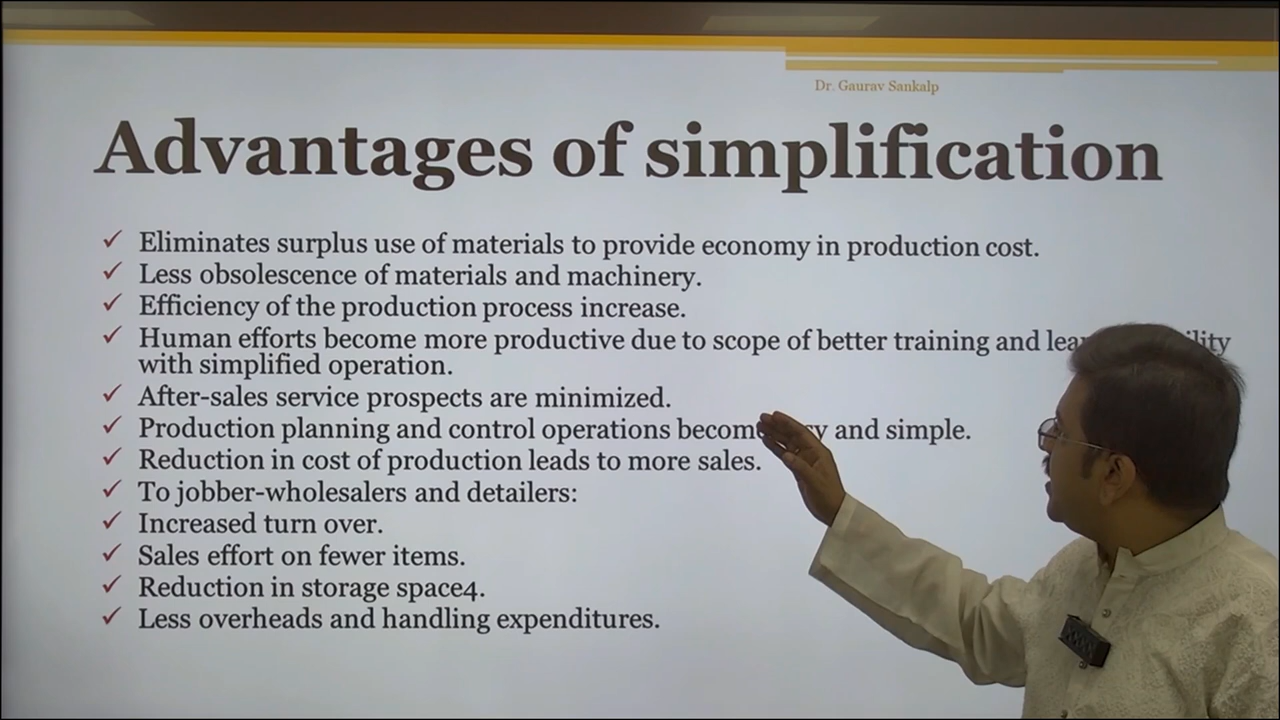 Dr. Gaurav Sankalp
Advantages of simplification
✓ Eliminates surplus use of materials to provide economy in production cost.
✓ Less obsolescence of materials and machinery.
✓ Efficiency of the production process increase.
✓ Human efforts become more productive due to scope of better training and
with simplified operation.
✓ After-sales service prospects are minimized.
✓ Production planning and control operations and simple.
✓ Reduction in cost of production leads to more sales.
✓ To jobber-wholesalers and detailers:
✓ Increased turn over.
✓ Sales effort on fewer items.
✓ Reduction in storage space4.
✓ Less overheads and handling expenditures.